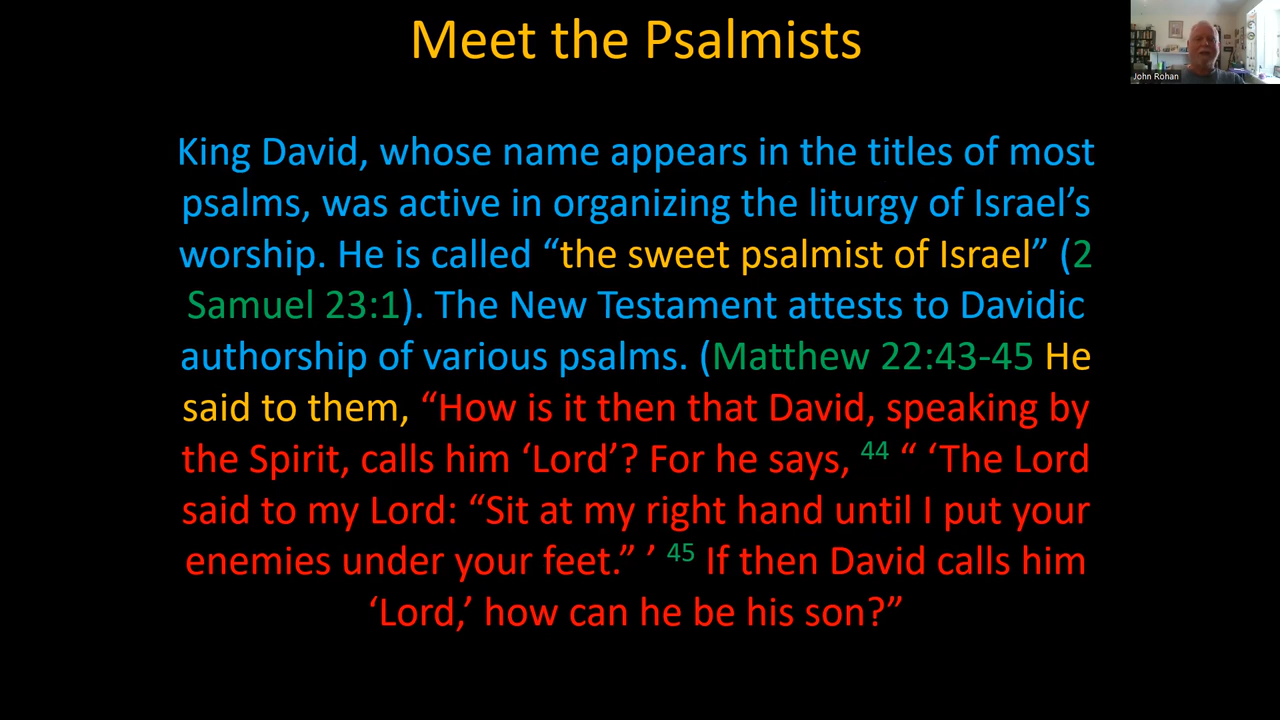 Meet the Psalmists
John Rohan
King David, whose name appears in the titles of most
psalms, was active in organizing the liturgy of Israel’s
worship. He is called “the sweet psalmist of Israel” (2
Samuel 23:1). The New Testament attests to Davidic
authorship of various psalms. (Matthew 22:43-45 He
said to them, “How is it then that David, speaking by
the Spirit, calls him ‘Lord’? For he says, 44 “ ‘The Lord
said to my Lord: “Sit at my right hand until I put your
enemies under your feet.” ’ 45 If then David calls him
‘Lord,’ how can he be his son?”